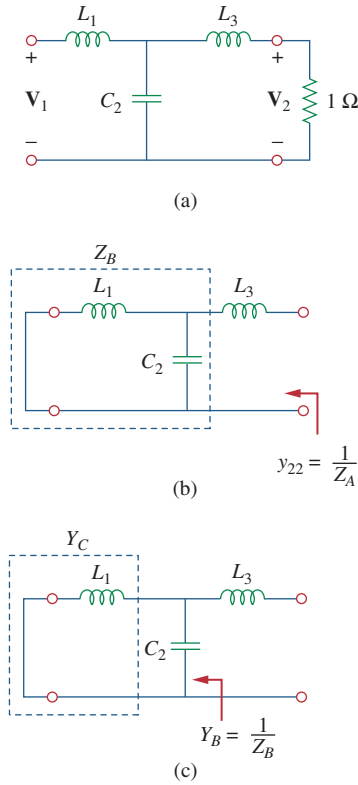 L1 L3
+ +
V1 C2 V2 1 Ω
− −
(a)
ZB
L1 L3
C2
y22 = 1/ZA
(b)
YC
L1 L3
C2
YB = 1/ZB
(c)